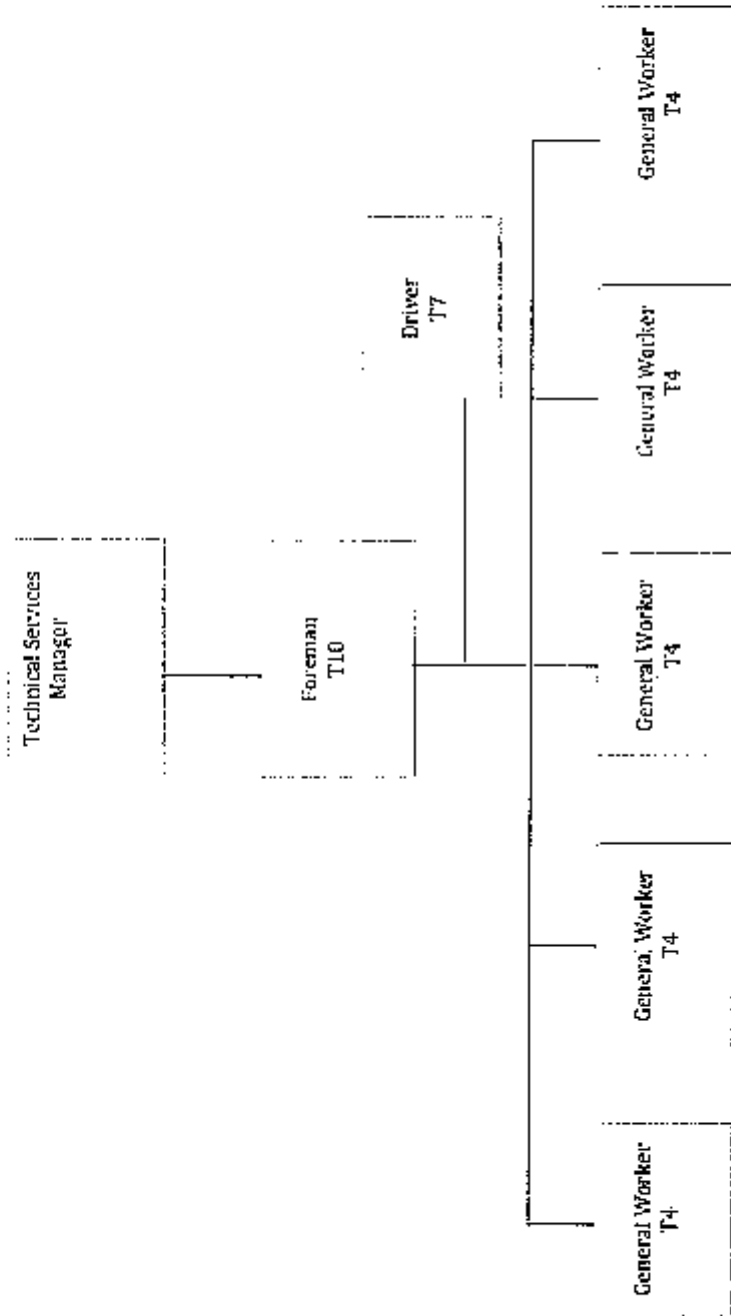 Technical Services
Manager
Foreman
T10
Driver
T7
General Worker
T4
General Worker
T4
General Worker
T4
General Worker
T4
General Worker
T4